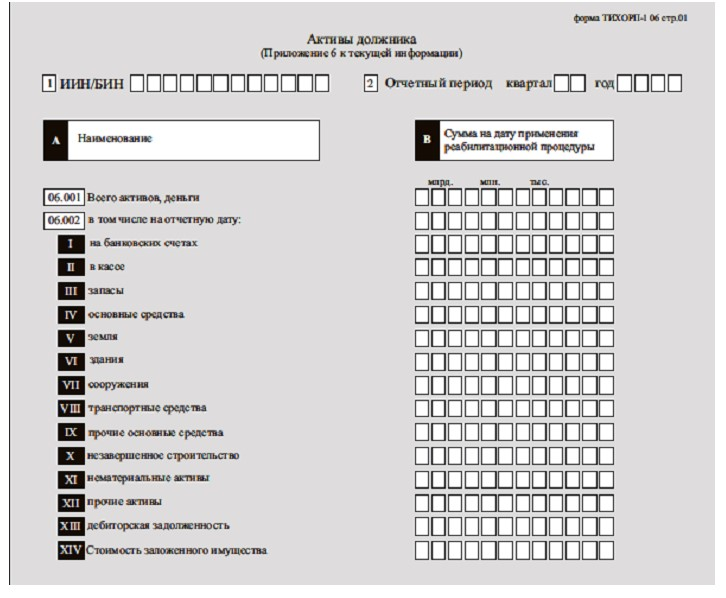 форма ТИХОРП-1 06 стр.01
Активы должника
(Приложение 6 к текущей информации)
1 ИИН/БИН 2 Отчетный период квартал год
A Наименование
B Сумма на дату применения
реабилитационной процедуры
млрд. млн. тыс.
06.001 Всего активов, деньги
06.002 в том числе на отчетную дату:
I на банковских счетах
II в кассе
III запасы
IV основные средства
V земля
VI здания
VII сооружения
VIII транспортные средства
IX прочие основные средства
X незавершенное строительство
XI нематериальные активы
XII прочие активы
XIII дебиторская задолженность
XIV Стоимость заложенного имущества